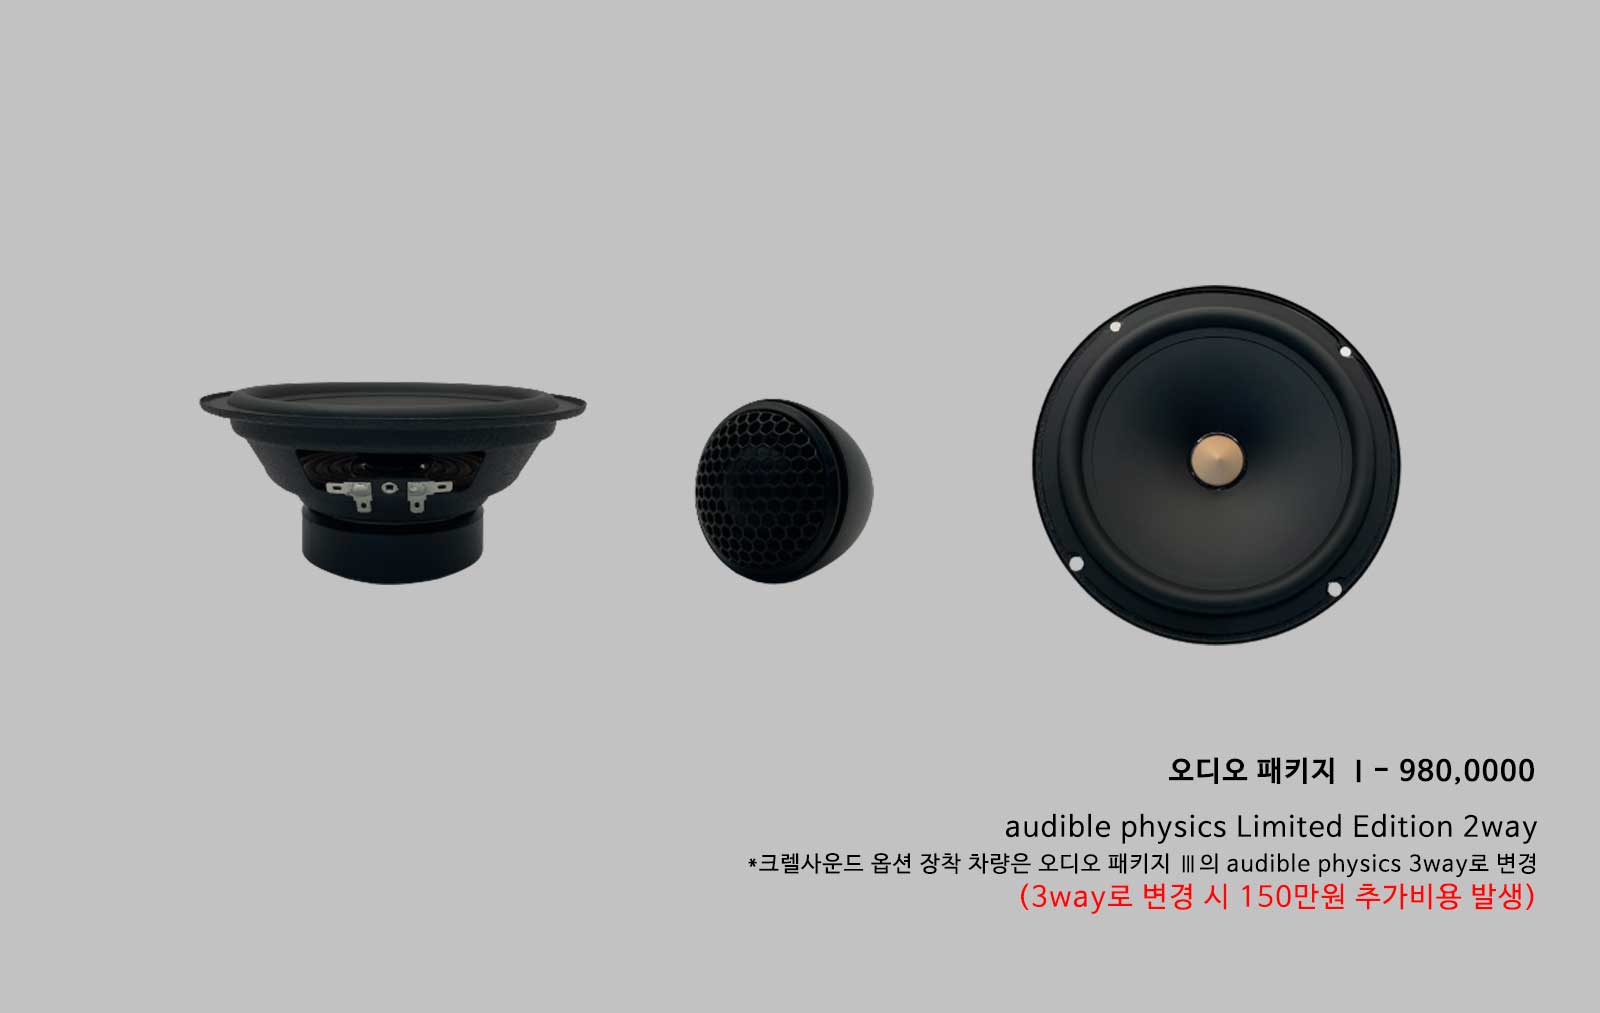 오디오 패키지 Ⅰ- 980,0000
audible physics Limited Edition 2way
*크렐사운드 옵션 장착 차량은 오디오 패키지 Ⅲ의 audible physics 3way로 변경
(3way로 변경 시 150만원 추가비용 발생)